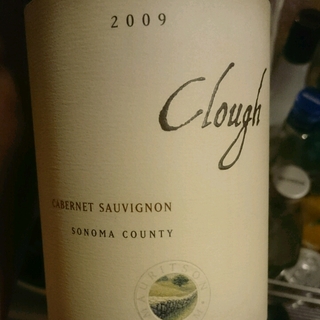 2009
Clough
CABERNET SAUVIGNON
SONOMA COUNTY